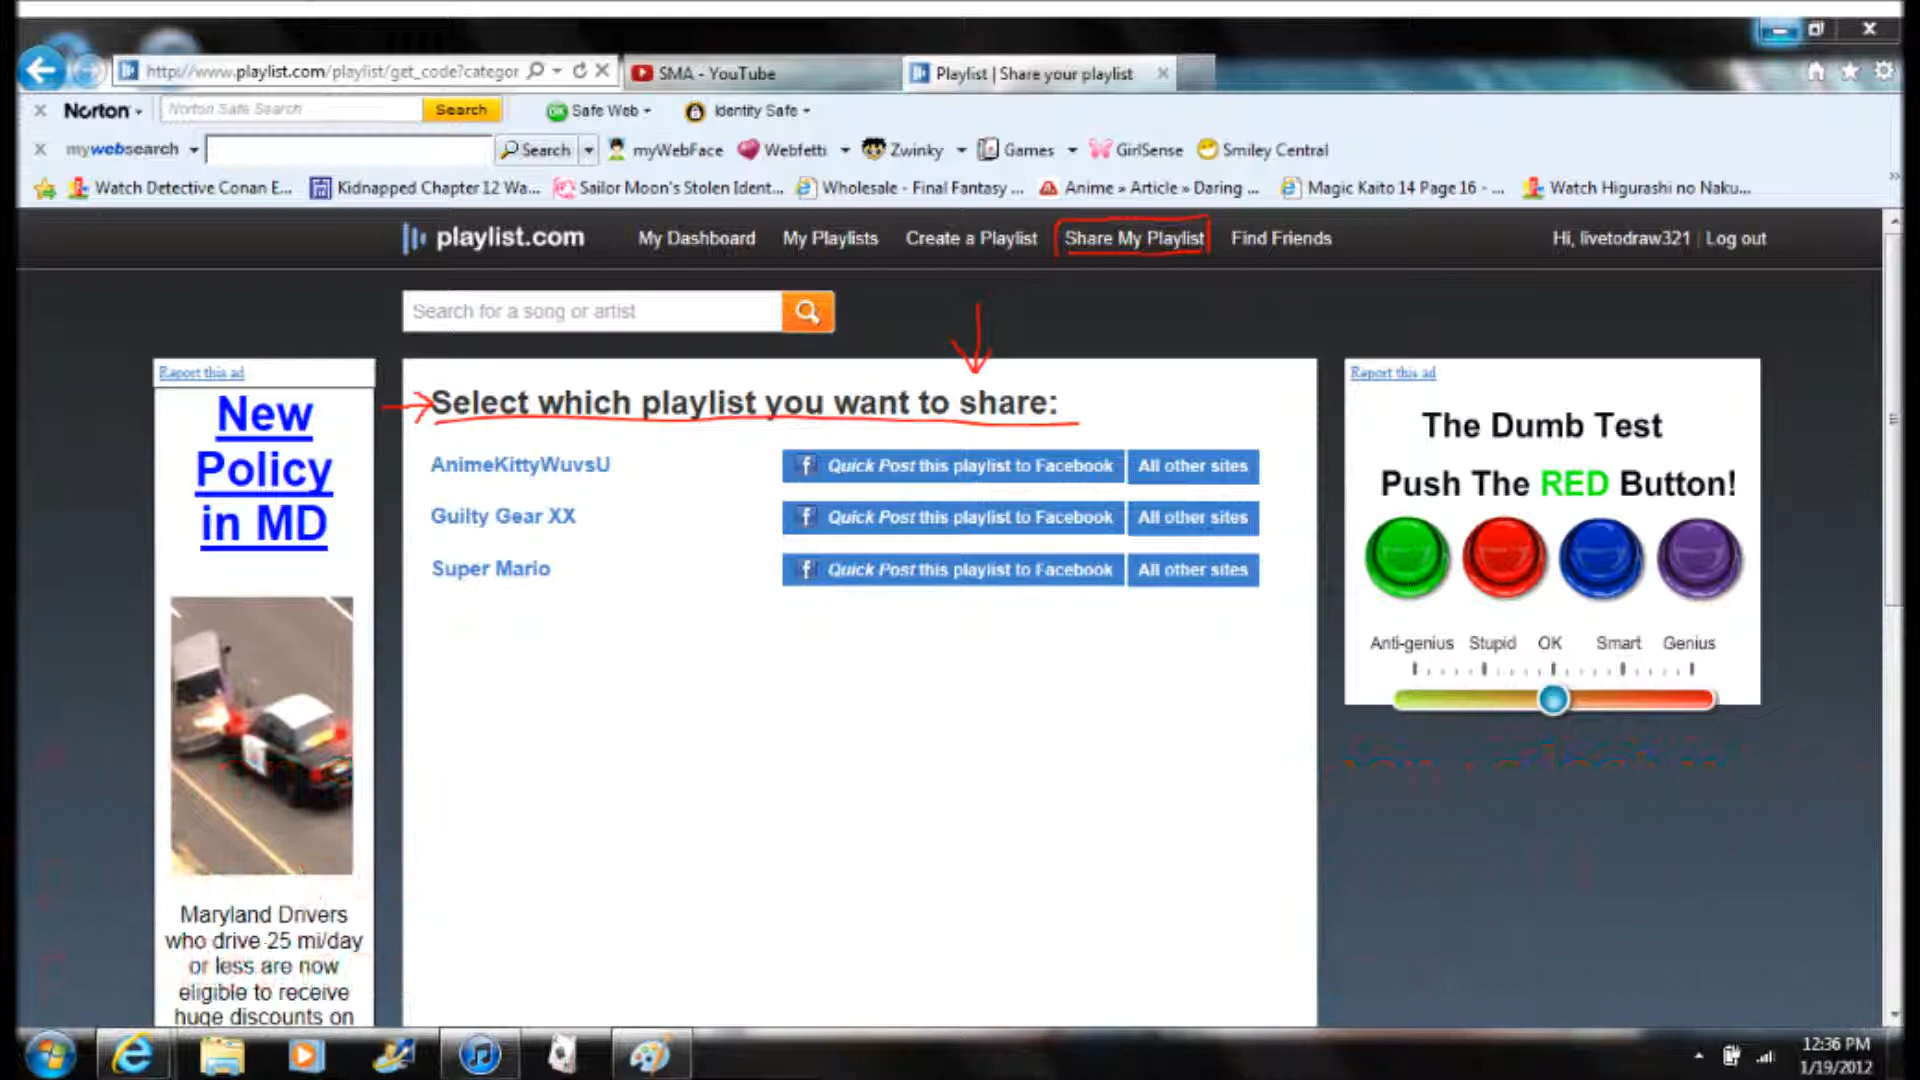 http://www.playlist.com/playlist/get_code?categor
SMA - YouTube
Playlist | Share your playlist
Norton
Norton Safe Search
Search
Safe Web
Identity Safe
mywebsearch
Search
myWebFace
Webfetti
Zwinky
Games
GirlSense
Smiley Central
Watch Detective Conan E...
Kidnapped Chapter 12 Wa...
Sailor Moon's Stolen Ident...
Wholesale - Final Fantasy ...
Anime » Article » Daring ...
Magic Kaito 14 Page 16 - ...
Watch Higurashi no Naku...
playlist.com
My Dashboard
My Playlists
Create a Playlist
Share My Playlist
Find Friends
Hi, livetodraw321 | Log out
Search for a song or artist
Report this ad
New
Policy
in MD
Maryland Drivers
who drive 25 mi/day
or less are now
eligible to receive
huge discounts on
Select which playlist you want to share:
AnimeKittyWuvsU
Quick Post this playlist to Facebook
All other sites
Guilty Gear XX
Quick Post this playlist to Facebook
All other sites
Super Mario
Quick Post this playlist to Facebook
All other sites
Report this ad
The Dumb Test
Push The RED Button!
Anti-genius Stupid OK Smart Genius
12:36 PM
1/19/2012